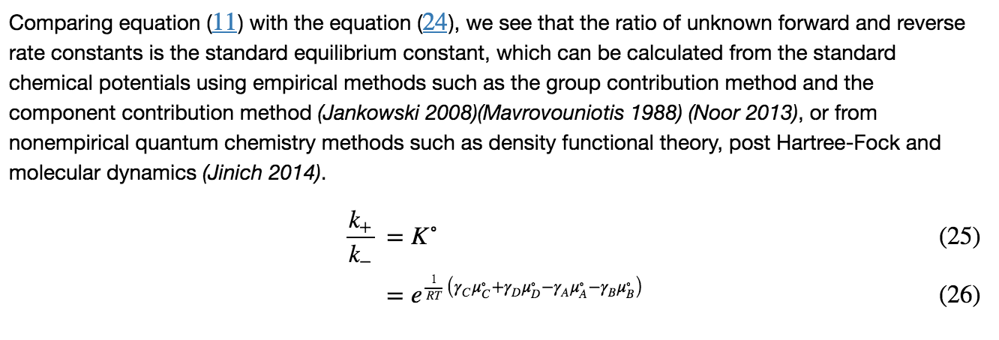 Comparing equation (11) with the equation (24), we see that the ratio of unknown forward and reverse
rate constants is the standard equilibrium constant, which can be calculated from the standard
chemical potentials using empirical methods such as the group contribution method and the
component contribution method (Jankowski 2008)(Mavrovouniotis 1988) (Noor 2013), or from
nonempirical quantum chemistry methods such as density functional theory, post Hartree-Fock and
molecular dynamics (Jinich 2014).
\frac{k_+}{k_-} = K^\circ (25)
= e^{\frac{1}{RT}(\gamma_C\mu_C^\circ+\gamma_D\mu_D^\circ-\gamma_A\mu_A^\circ-\gamma_B\mu_B^\circ)} (26)